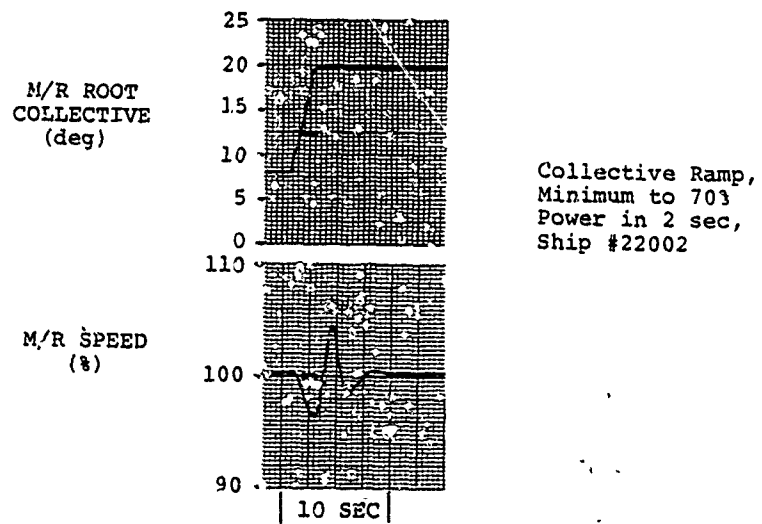 25
20
M/R ROOT
COLLECTIVE
(deg)
15
10
5
0
Collective Ramp,
Minimum to 70%
Power in 2 sec,
Ship #22002
110
M/R SPEED
(%)
100
90
10 SEC